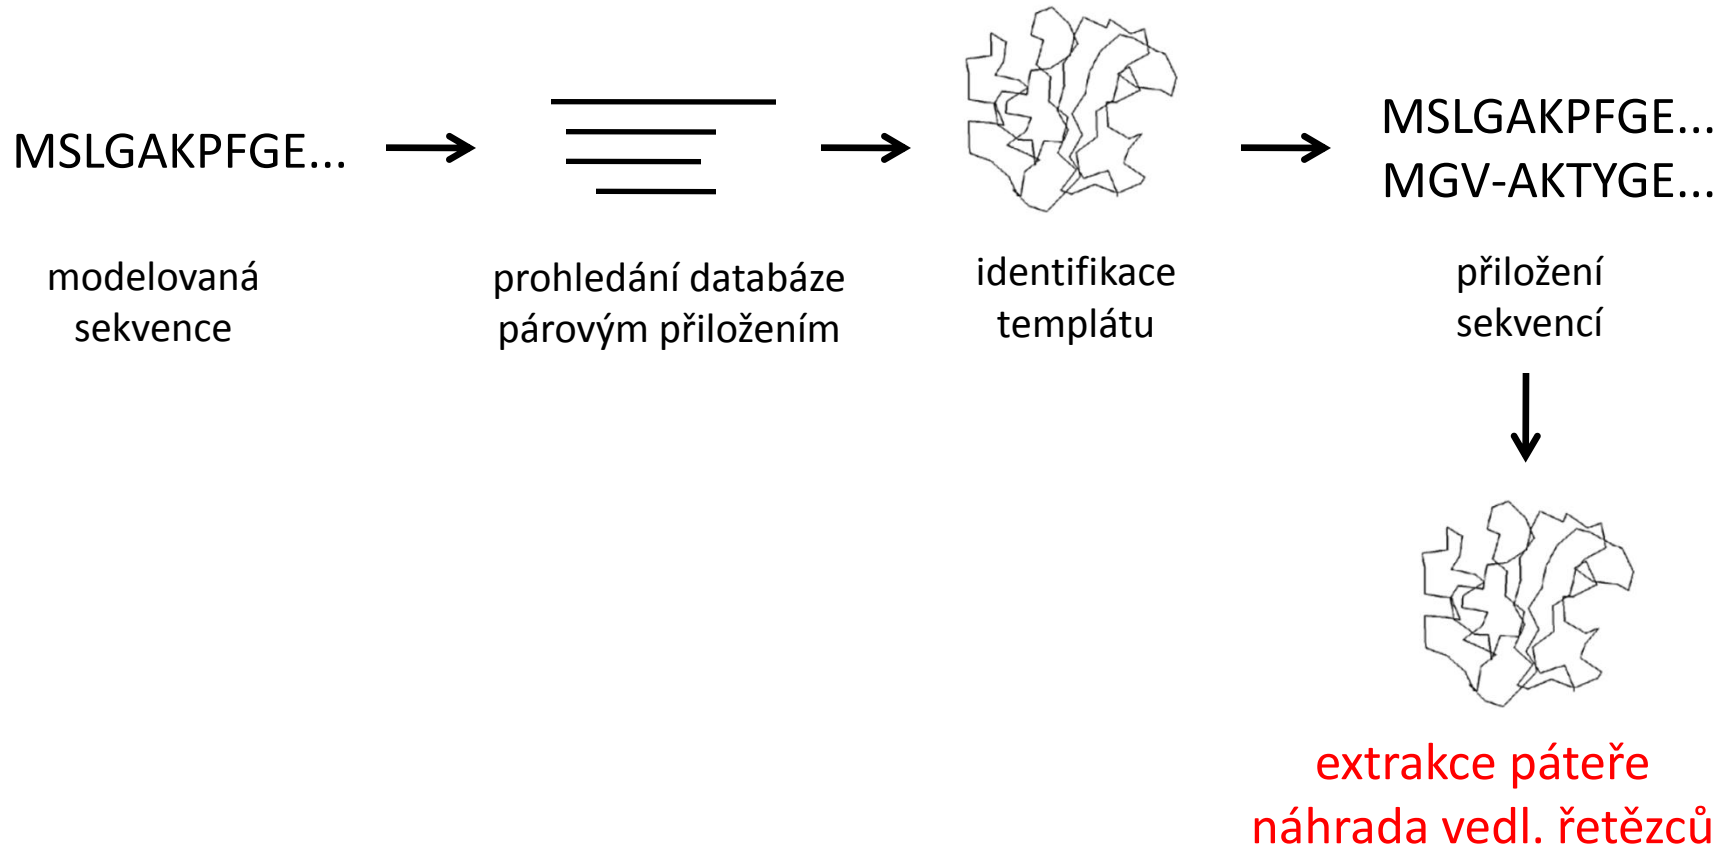 MSLGAKPFGE...
modelovaná
sekvence
prohledání databáze
párovým přiložením
identifikace
templátu
MSLGAKPFGE...
MGV-AKTYGE...
přiložení
sekvencí
extrakce páteře
náhrada vedl. řetězců